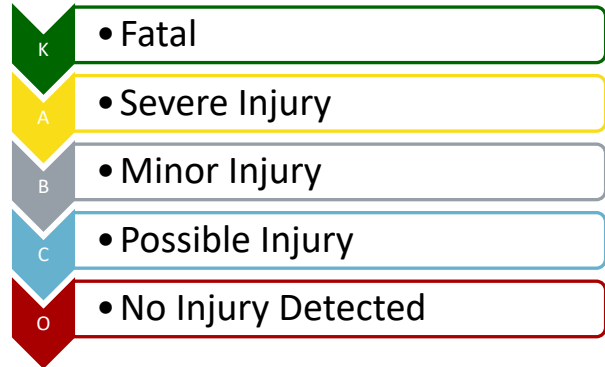 K
• Fatal
A
• Severe Injury
B
• Minor Injury
C
• Possible Injury
O
• No Injury Detected